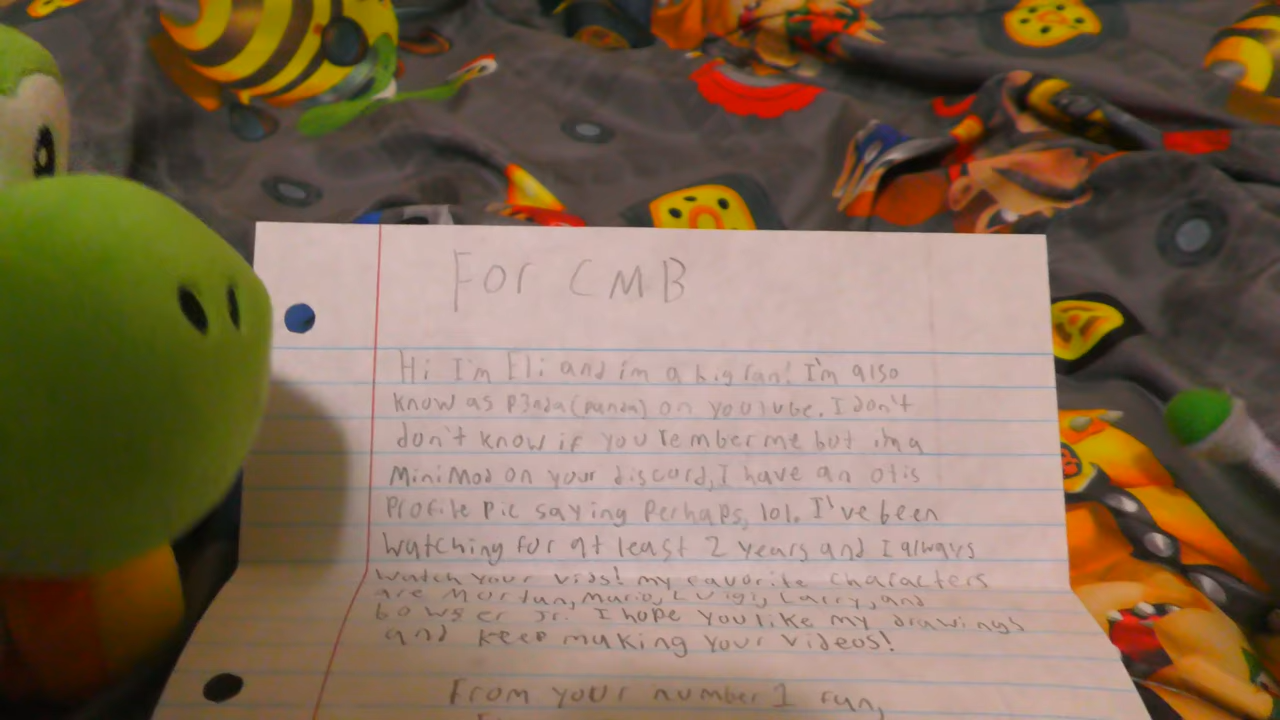 For CMB
Hi I'm Eli and im a big fan! I'm also
know as P3nda(panda) on youtube. I don't
don't know if you remember me but im a
MiniMod on your discord, I have an otis
Profile pic saying Perhaps, lol. I've been
watching for at least 2 years and I always
watch your vids! my favorite characters
are Mortun, Mario, Luigi, Larry, and
bowser Jr. I hope you like my drawings
and keep making your videos!
From your number 1 fan,